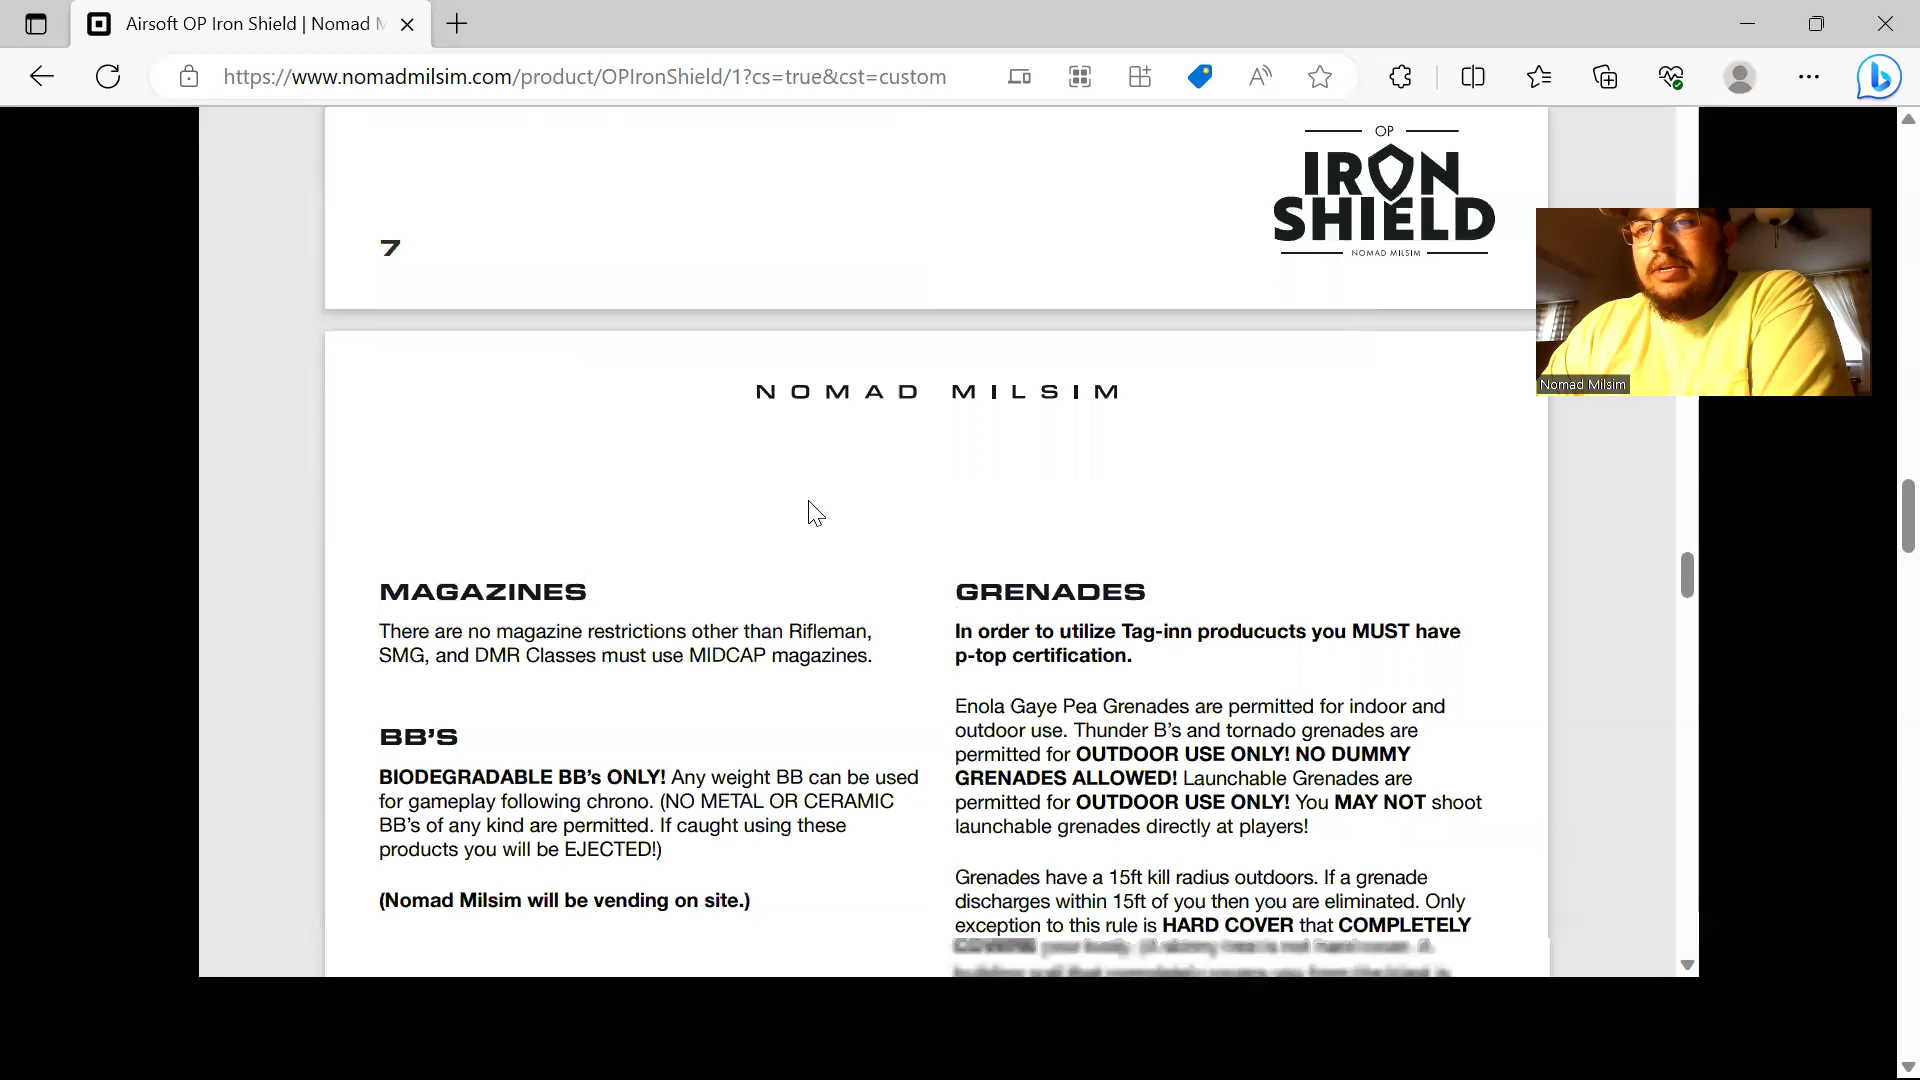 Airsoft OP Iron Shield | Nomad M
https://www.nomadmilsim.com/product/OPIronShield/1?cs=true&cst=custom
OP
IRON
SHIELD
NOMAD MILSIM
7
Nomad Milsim
NOMAD MILSIM
MAGAZINES
There are no magazine restrictions other than Rifleman,
SMG, and DMR Classes must use MIDCAP magazines.
BB'S
BIODEGRADABLE BB's ONLY! Any weight BB can be used
for gameplay following chrono. (NO METAL OR CERAMIC
BB's of any kind are permitted. If caught using these
products you will be EJECTED!)
(Nomad Milsim will be vending on site.)
GRENADES
In order to utilize Tag-inn producucts you MUST have
p-top certification.
Enola Gaye Pea Grenades are permitted for indoor and
outdoor use. Thunder B's and tornado grenades are
permitted for OUTDOOR USE ONLY! NO DUMMY
GRENADES ALLOWED! Launchable Grenades are
permitted for OUTDOOR USE ONLY! You MAY NOT shoot
launchable grenades directly at players!
Grenades have a 15ft kill radius outdoors. If a grenade
discharges within 15ft of you then you are eliminated. Only
exception to this rule is HARD COVER that COMPLETELY